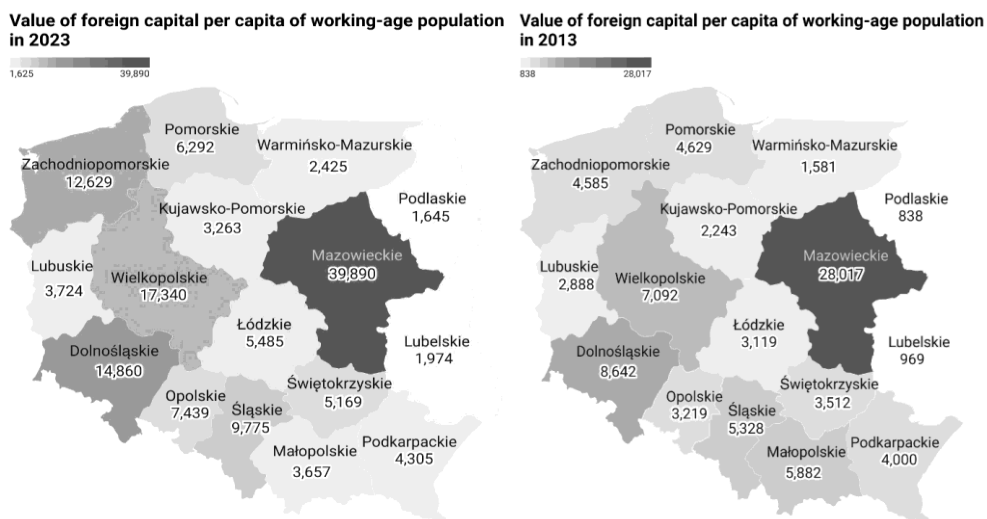 Value of foreign capital per capita of working-age population
in 2023
1,625
39,890
Pomorskie
6,292
Warmińsko-Mazurskie
2,425
Zachodniopomorskie
12,629
Podlaskie
1,645
Kujawsko-Pomorskie
3,263
Mazowieckie
39,890
Lubuskie
3,724
Wielkopolskie
17,340
Łódzkie
5,485
Lubelskie
1,974
Dolnośląskie
14,860
Świętokrzyskie
5,169
Opolskie
7,439
Śląskie
9,775
Małopolskie
3,657
Podkarpackie
4,305
Value of foreign capital per capita of working-age population
in 2013
838
28,017
Pomorskie
4,629
Warmińsko-Mazurskie
1,581
Zachodniopomorskie
4,585
Podlaskie
838
Kujawsko-Pomorskie
2,243
Mazowieckie
28,017
Lubuskie
2,888
Wielkopolskie
7,092
Łódzkie
3,119
Lubelskie
969
Dolnośląskie
8,642
Świętokrzyskie
3,512
Opolskie
3,219
Śląskie
5,328
Małopolskie
5,882
Podkarpackie
4,000